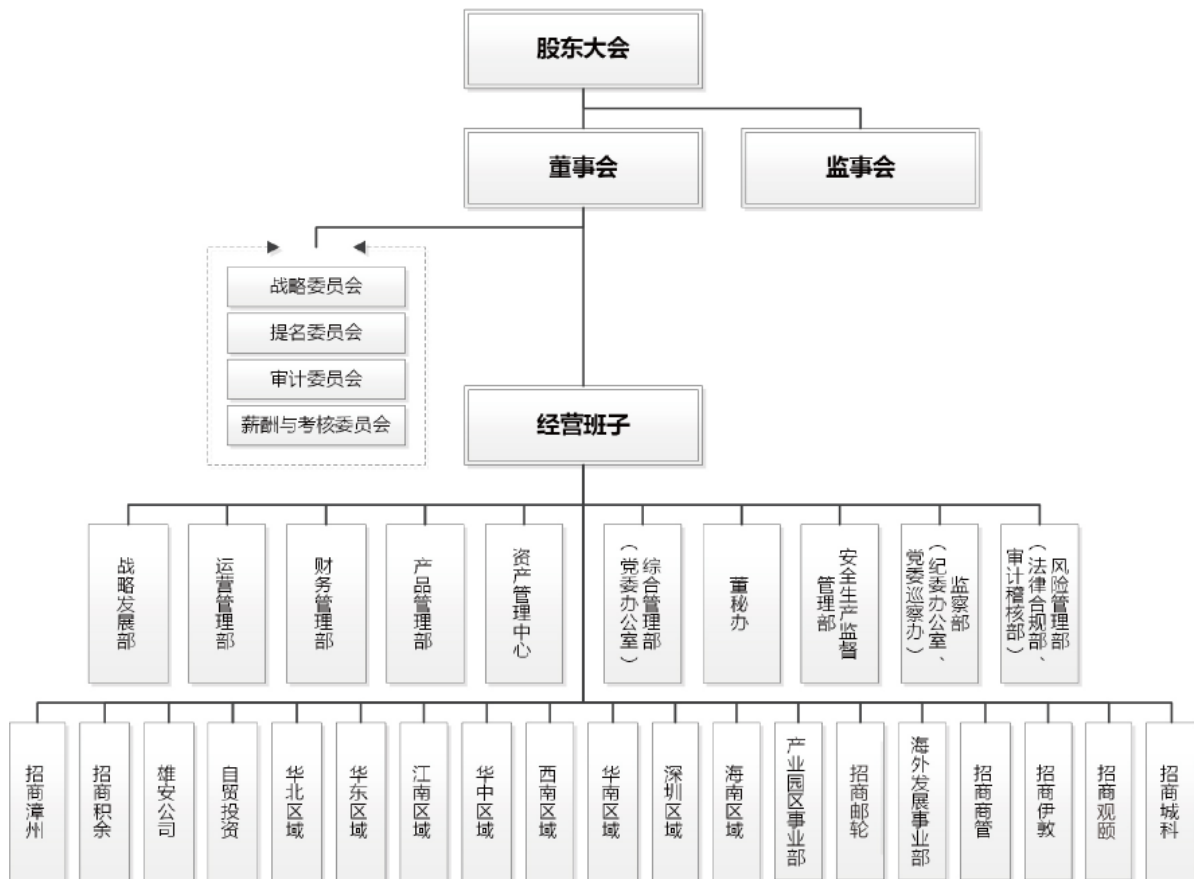 股东大会
董事会
监事会
战略委员会
提名委员会
审计委员会
薪酬与考核委员会
经营班子
战略发展部
运营管理部
财务管理部
产品管理部
资产管理中心
综合管理部
（党委办公室）
董秘办
安全生产监督
管理部
监察部
（纪委办公室、
党委巡察办）
风险管理部
（法律合规部、
审计稽核部）
招商漳州
招商积余
雄安公司
自贸投资
华北区域
华东区域
江南区域
华中区域
西南区域
华南区域
深圳区域
海南区域
产业园区事业部
招商邮轮
海外发展事业部
招商商管
招商伊敦
招商观颐
招商城科